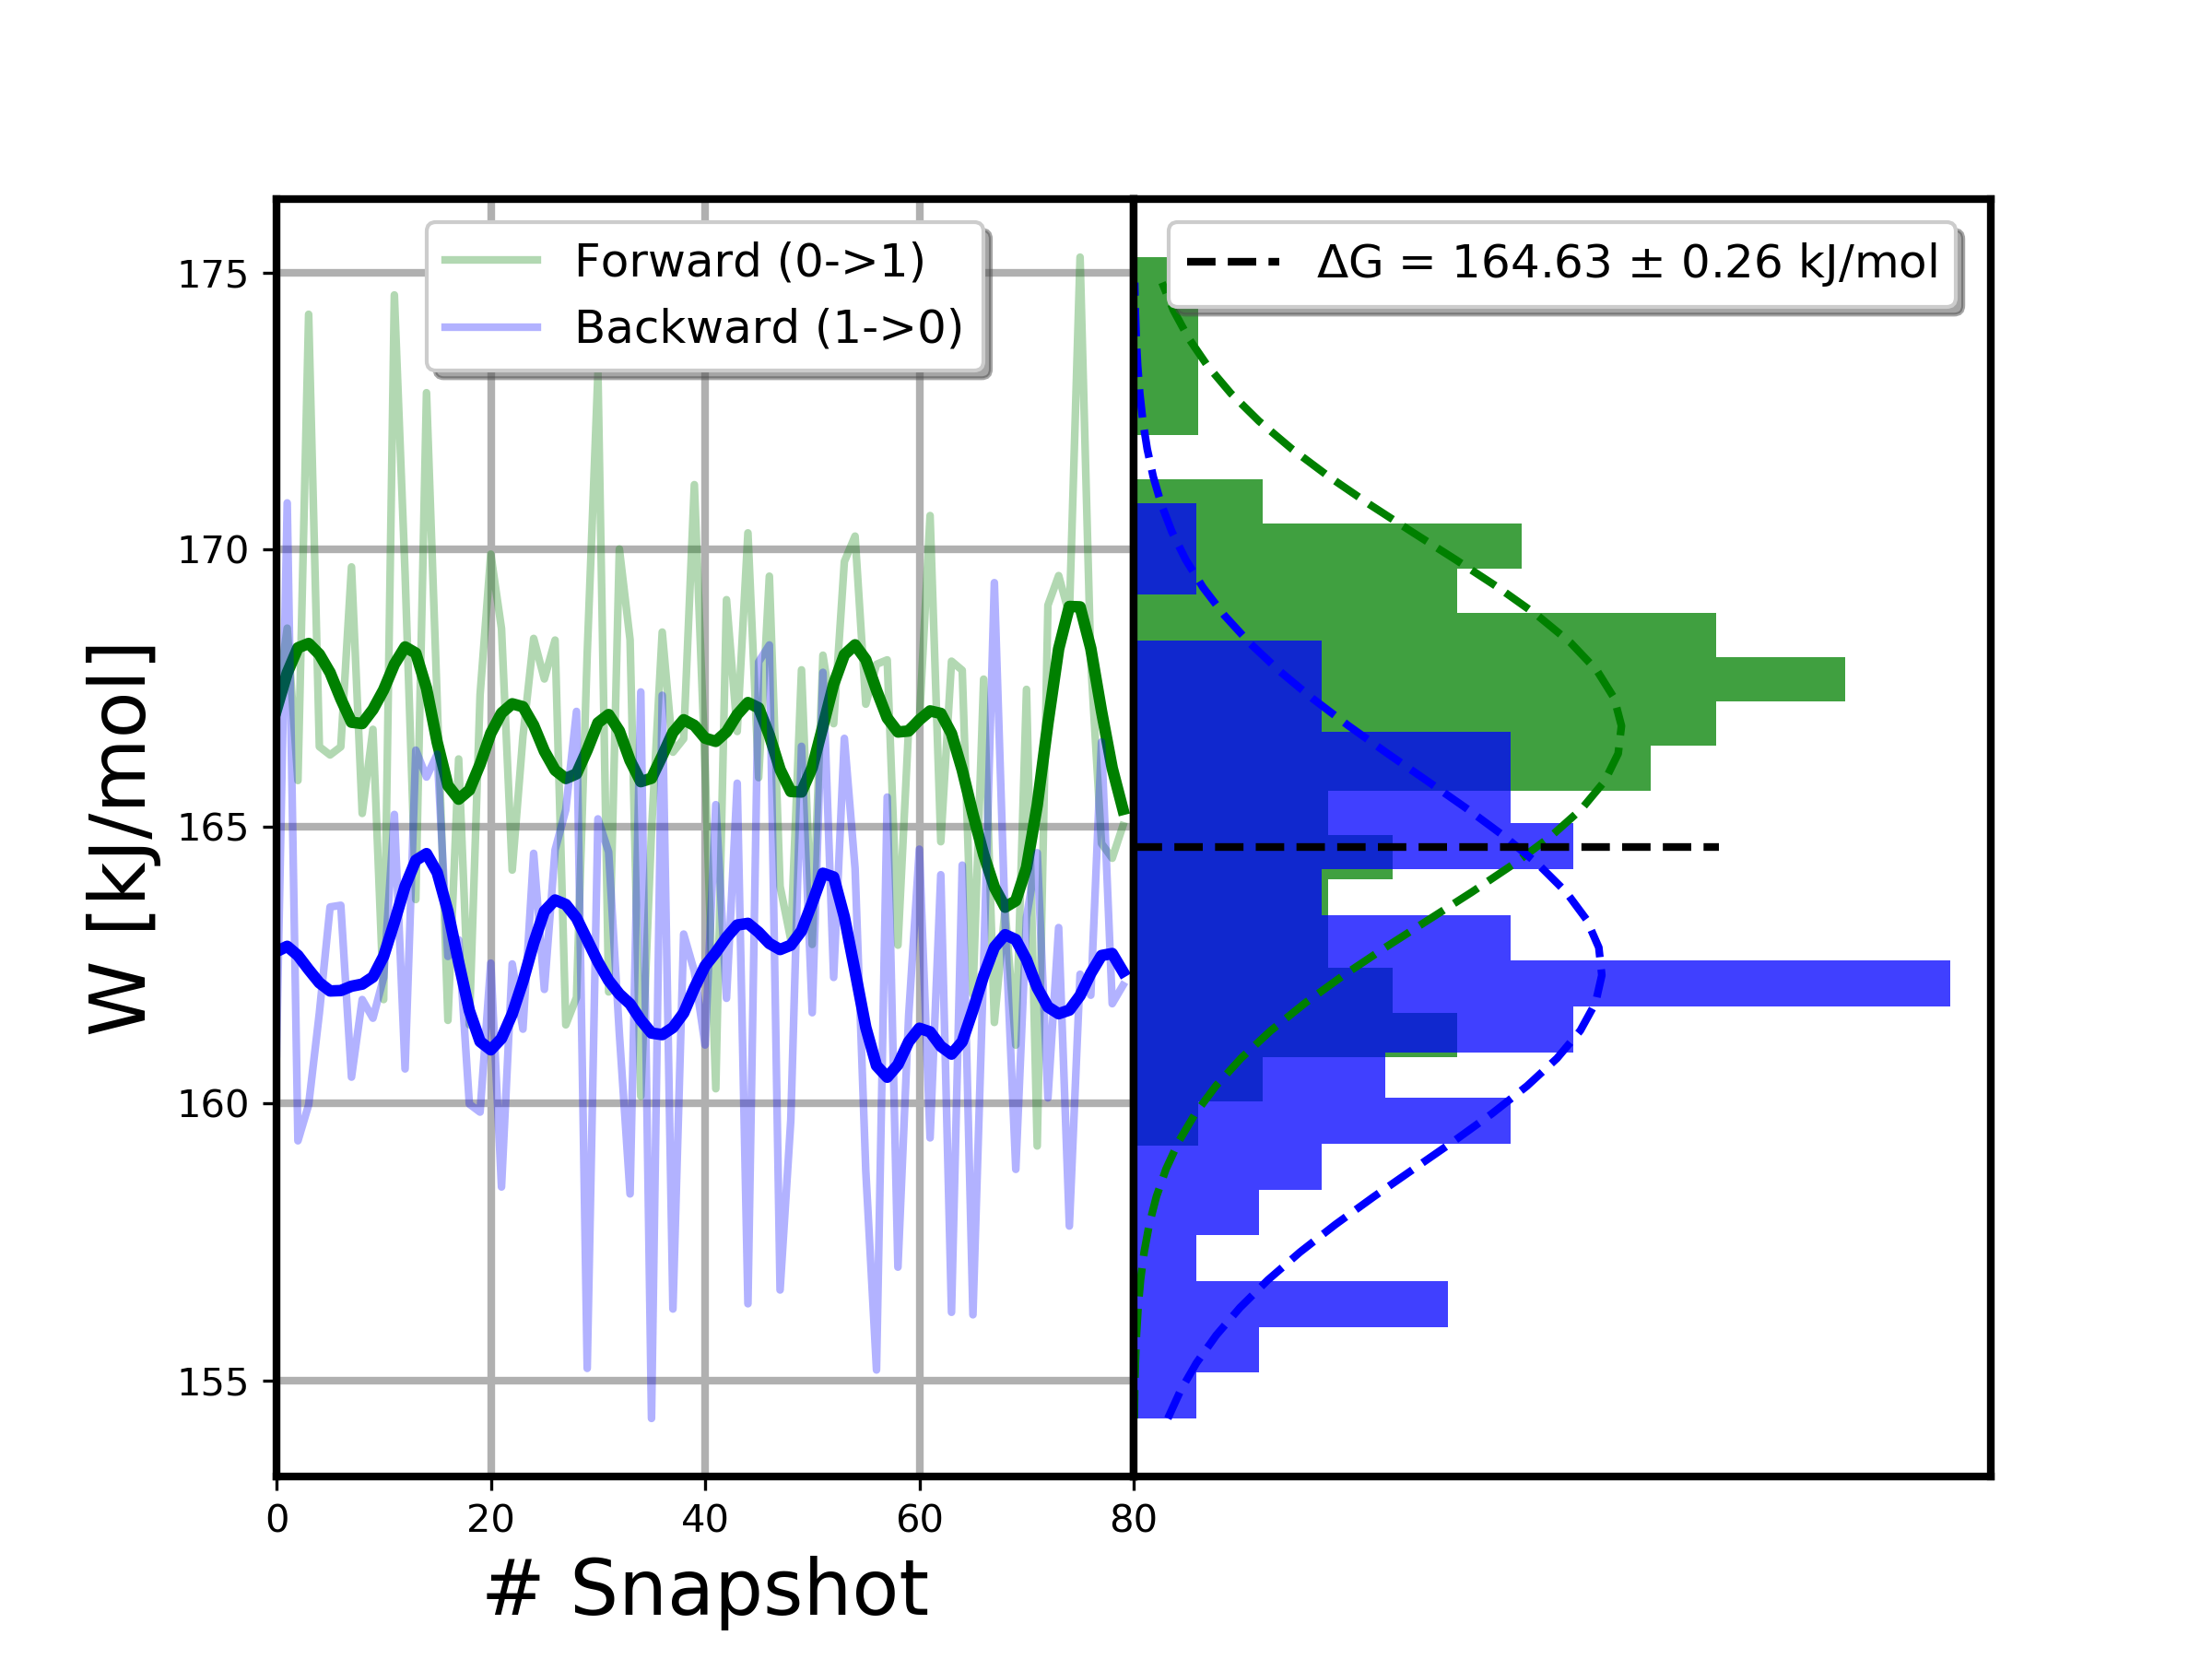 Forward (0->1)
Backward (1->0)
ΔG = 164.63 ± 0.26 kJ/mol
175
170
165
160
155
W [kJ/mol]
0
20
40
60
80
# Snapshot